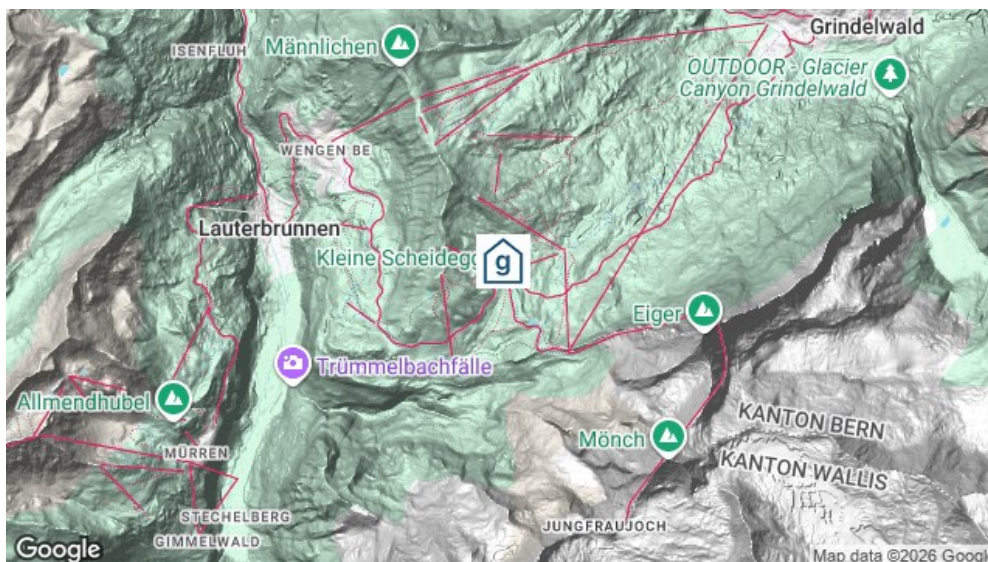 Grindelwald
ISENFLUH
Männlichen
OUTDOOR - Glacier
Canyon Grindelwald
WENGEN BE
Lauterbrunnen
Kleine Scheidegg
g
Eiger
Trümmelbachfälle
Allmendhubel
KANTON BERN
Mönch
MÜRREN
KANTON WALLIS
STECHELBERG
JUNGFRAUJOCH
GIMMELWALD
Google
Map data ©2026 Google